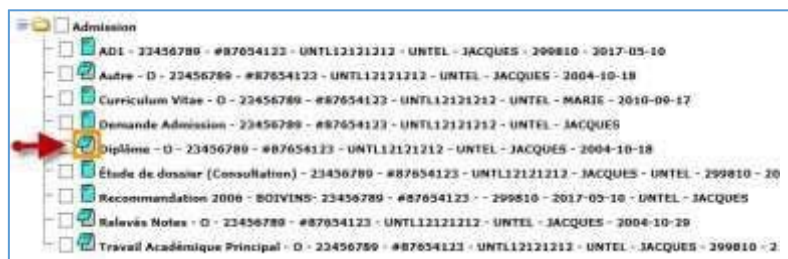 Admission
AD1 - 23456789 - #87654123 - UNTL12121212 - UNTEL - JACQUES - 299810 - 2017-05-10
Autre - O - 23456789 - #87654123 - UNTL12121212 - UNTEL - JACQUES - 2004-10-18
Curriculum Vitae - O - 23456789 - #87654123 - UNTL12121212 - UNTEL - MARIE - 2010-09-17
Demande Admission - 23456789 - #87654123 - UNTL12121212 - UNTEL - JACQUES
Diplôme - O - 23456789 - #87654123 - UNTL12121212 - UNTEL - JACQUES - 2004-10-18
Étude de dossier (Consultation) - 23456789 - #87654123 - UNTL12121212 - JACQUES - UNTEL - 299810 - 20
Recommandation 2006 - BOIVINS- 23456789 - #87654123 - - 299810 - 2017-05-10 - UNTEL - JACQUES
Relevés Notes - O - 23456789 - #87654123 - UNTL12121212 - UNTEL - JACQUES - 2004-10-29
Travail Académique Principal - O - 23456789 - #87654123 - UNTL12121212 - UNTEL - JACQUES - 299810 - 2